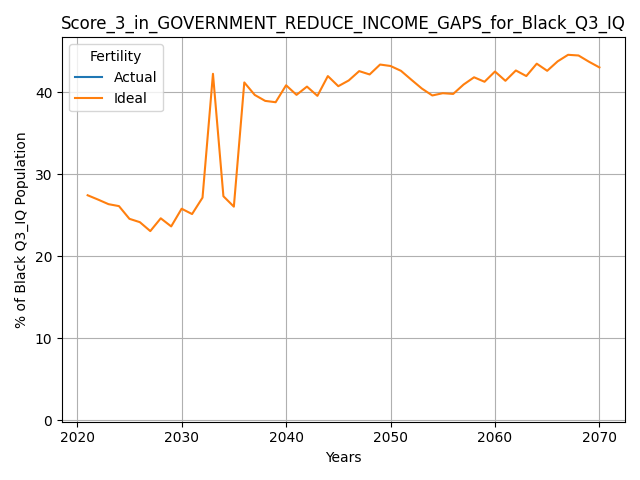 Score_3_in_GOVERNMENT_REDUCE_INCOME_GAPS_for_Black_Q3_IQ
Fertility
Actual
Ideal
% of Black Q3_IQ Population
40
30
20
10
0
2020 2030 2040 2050 2060 2070
Years